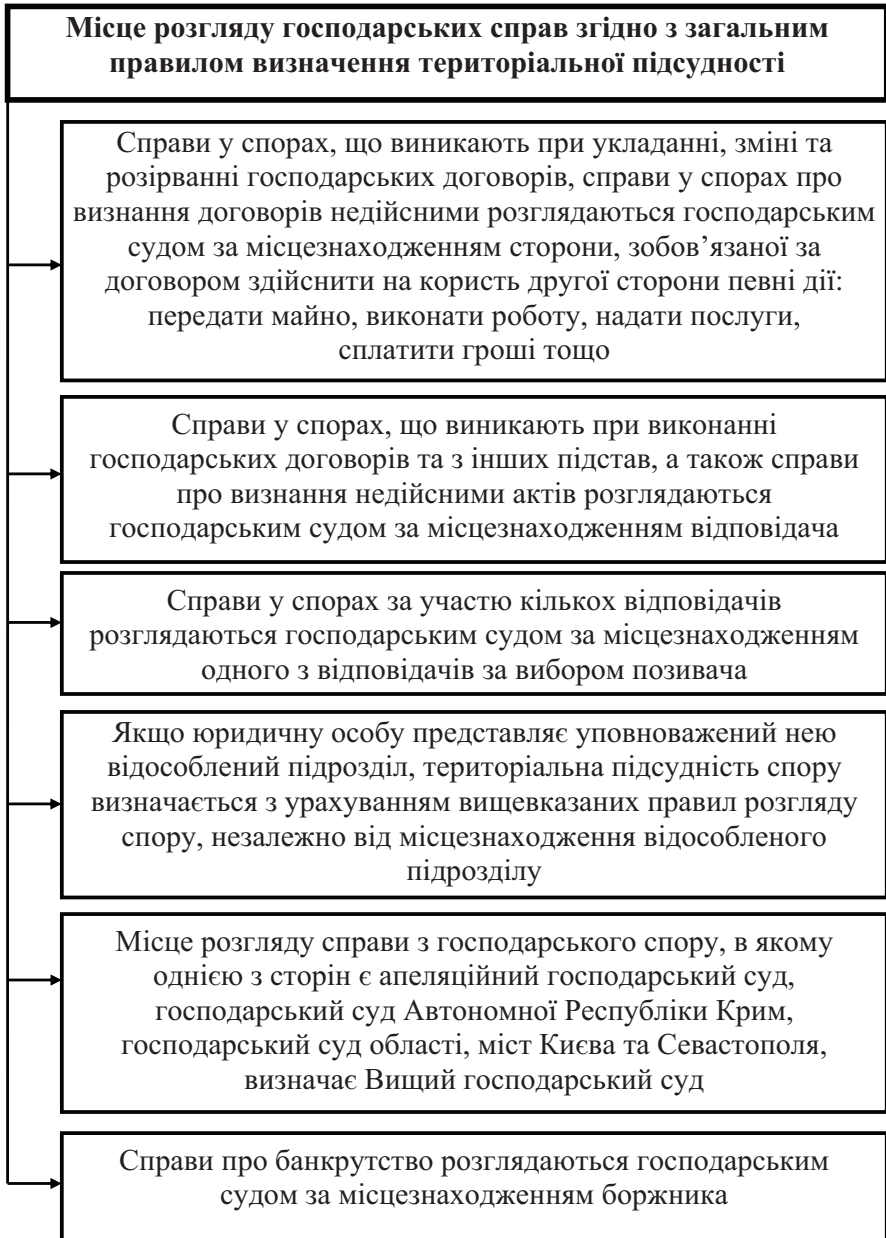 Місце розгляду господарських справ згідно з загальним
правилом визначення територіальної підсудності
Справи у спорах, що виникають при укладанні, зміні та
розірванні господарських договорів, справи у спорах про
визнання договорів недійсними розглядаються господарським
судом за місцезнаходженням сторони, зобов’язаної за
договором здійснити на користь другої сторони певні дії:
передати майно, виконати роботу, надати послуги,
сплатити гроші тощо
Справи у спорах, що виникають при виконанні
господарських договорів та з інших підстав, а також справи
про визнання недійсними актів розглядаються
господарським судом за місцезнаходженням відповідача
Справи у спорах за участю кількох відповідачів
розглядаються господарським судом за місцезнаходженням
одного з відповідачів за вибором позивача
Якщо юридичну особу представляє уповноважений нею
відособлений підрозділ, територіальна підсудність спору
визначається з урахуванням вищевказаних правил розгляду
спору, незалежно від місцезнаходження відособленого
підрозділу
Місце розгляду справи з господарського спору, в якому
однією з сторін є апеляційний господарський суд,
господарський суд Автономної Республіки Крим,
господарський суд області, міст Києва та Севастополя,
визначає Вищий господарський суд
Справи про банкрутство розглядаються господарським
судом за місцезнаходженням боржника